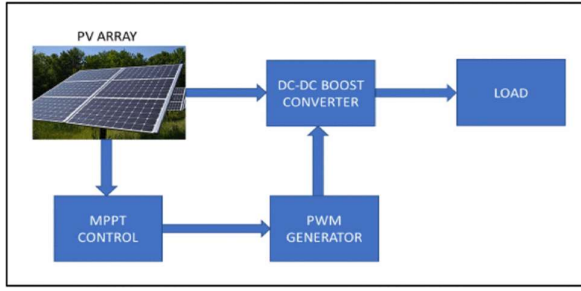 PV ARRAY
DC-DC BOOST
CONVERTER
LOAD
MPPT
CONTROL
PWM
GENERATOR